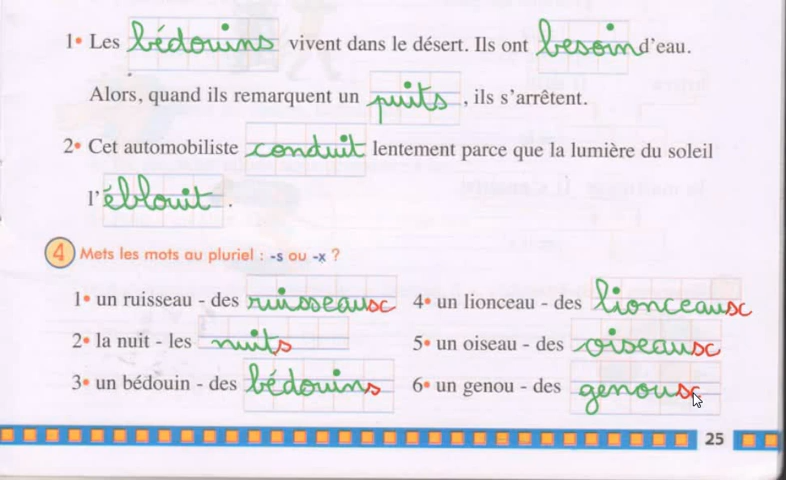 1• Les bédouins vivent dans le désert. Ils ont besoin d'eau.
Alors, quand ils remarquent un puits, ils s'arrêtent.
2• Cet automobiliste conduit lentement parce que la lumière du soleil
l'éblouit.
4 Mets les mots au pluriel : -s ou -x ?
1• un ruisseau - des ruisseaux
2• la nuit - les nuits
3• un bédouin - des bédouins
4• un lionceau - des lionceaux
5• un oiseau - des oiseaux
6• un genou - des genoux
25